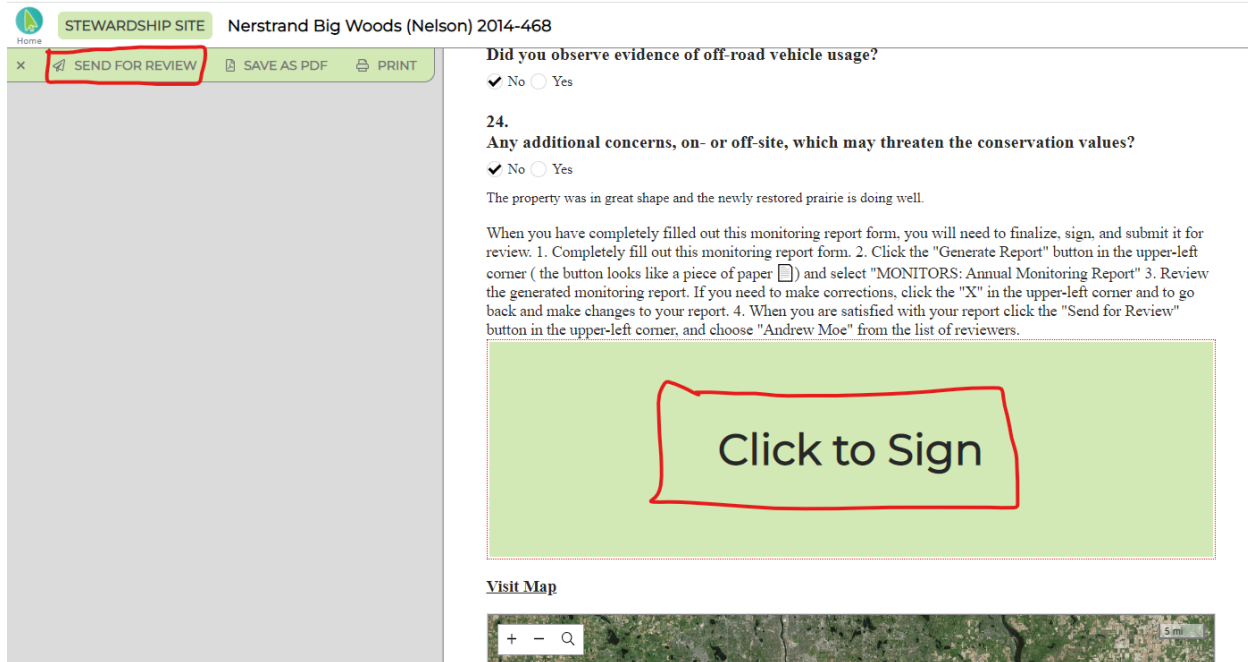 Home
STEWARDSHIP SITE Nerstrand Big Woods (Nelson) 2014-468
× SEND FOR REVIEW SAVE AS PDF PRINT
Did you observe evidence of off-road vehicle usage?
No Yes
24.
Any additional concerns, on- or off-site, which may threaten the conservation values?
No Yes
The property was in great shape and the newly restored prairie is doing well.
When you have completely filled out this monitoring report form, you will need to finalize, sign, and submit it for
review. 1. Completely fill out this monitoring report form. 2. Click the "Generate Report" button in the upper-left
corner ( the button looks like a piece of paper ) and select "MONITORS: Annual Monitoring Report" 3. Review
the generated monitoring report. If you need to make corrections, click the "X" in the upper-left corner and to go
back and make changes to your report. 4. When you are satisfied with your report click the "Send for Review"
button in the upper-left corner, and choose "Andrew Moe" from the list of reviewers.
Click to Sign
Visit Map
+ −
5 mi